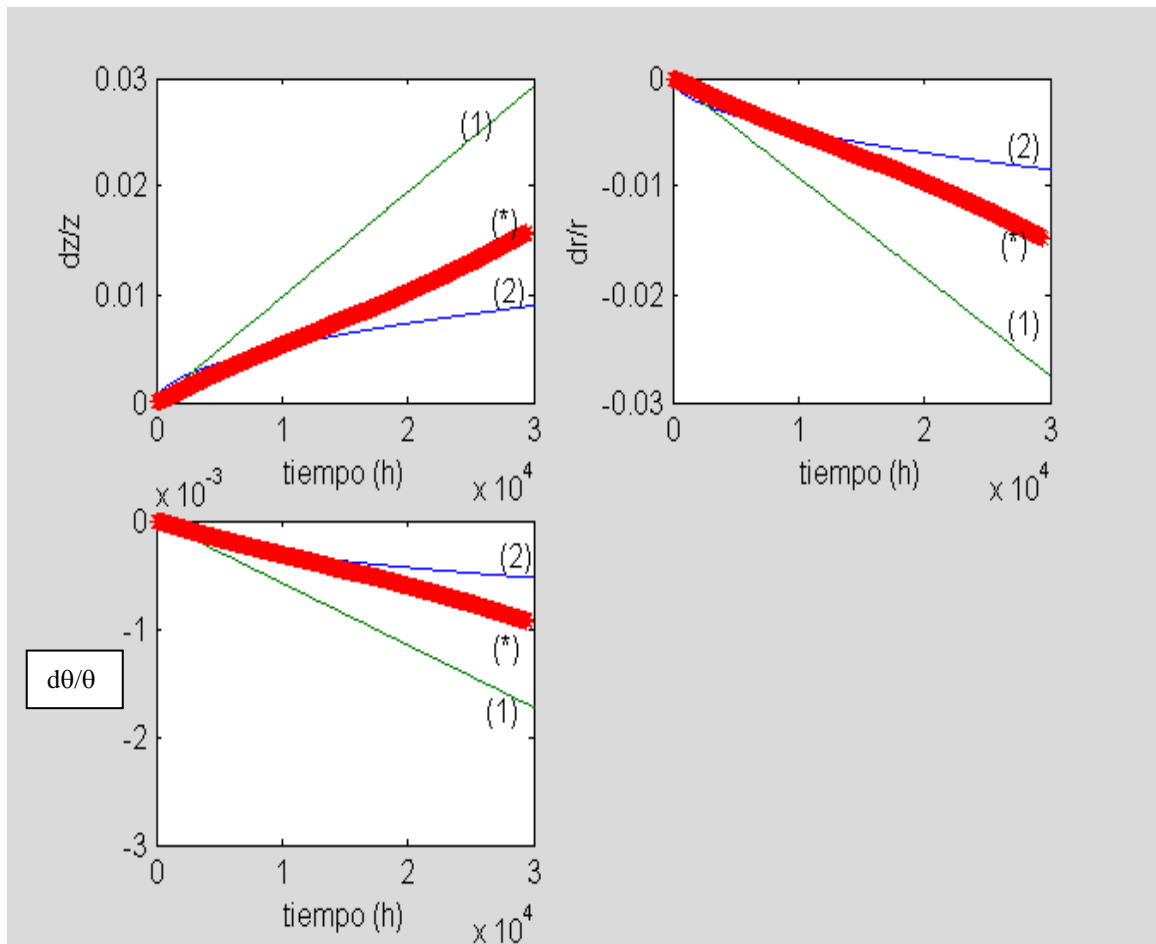 0.03
0.02
0.01
0
dz/z
(1)
(*)
(2)
0 1 2 3
tiempo (h)
x 10^4
0
-0.01
-0.02
-0.03
dr/r
(2)
(*)
(1)
0 1 2 3
tiempo (h)
x 10^4
x 10^-3
0
-1
-2
-3
dθ/θ
(2)
(*)
(1)
0 1 2 3
tiempo (h)
x 10^4